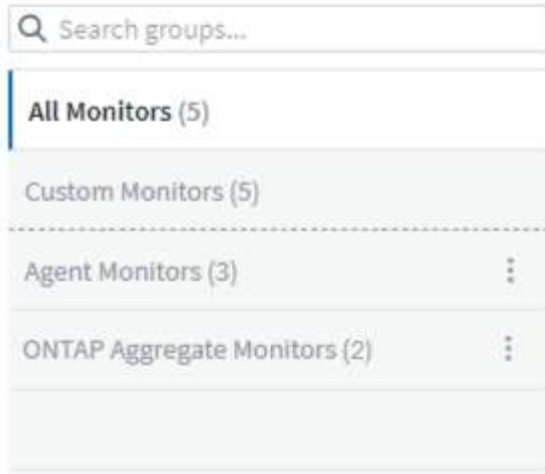 Search groups...
All Monitors (5)
Custom Monitors (5)
Agent Monitors (3)
ONTAP Aggregate Monitors (2)